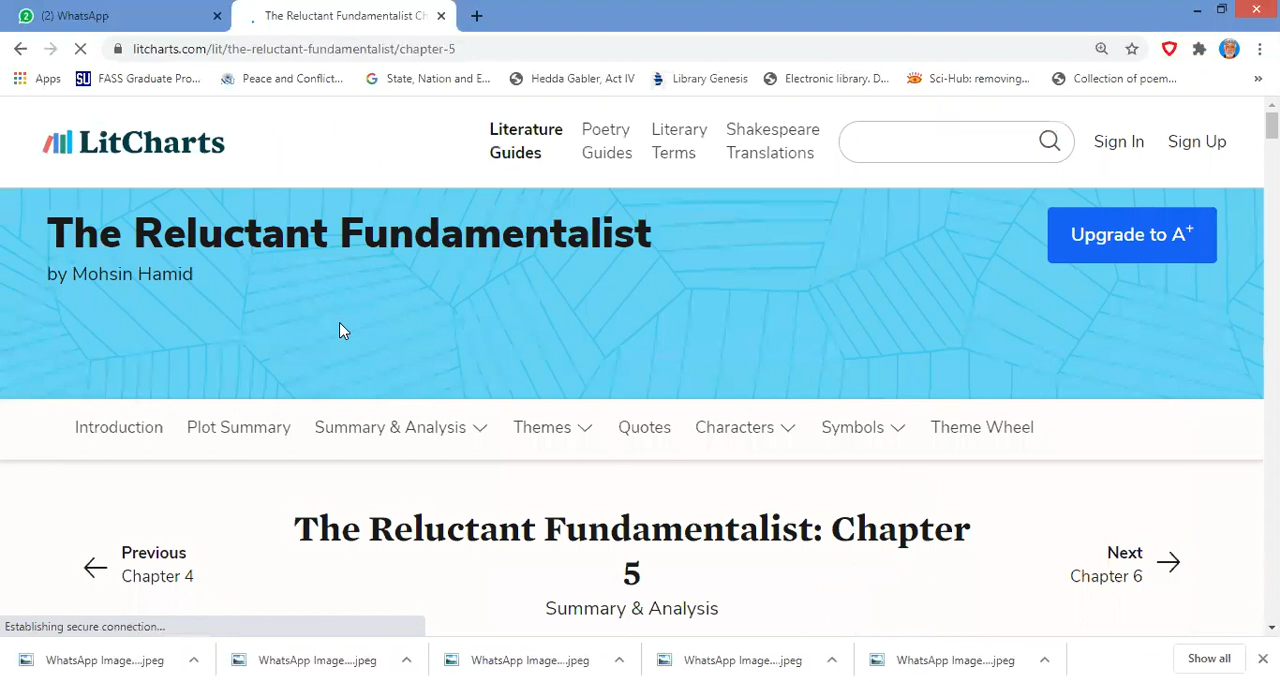 2 (2) WhatsApp
The Reluctant Fundamentalist Ch
litcharts.com/lit/the-reluctant-fundamentalist/chapter-5
Apps SU FASS Graduate Pro... Peace and Conflict... G State, Nation and E... Hedda Gabler, Act IV Library Genesis Electronic library. D... Sci-Hub: removing... Collection of poem... »
LitCharts
Literature Guides
Poetry Guides
Literary Terms
Shakespeare Translations
Sign In Sign Up
The Reluctant Fundamentalist
by Mohsin Hamid
Upgrade to A+
Introduction Plot Summary Summary & Analysis Themes Quotes Characters Symbols Theme Wheel
The Reluctant Fundamentalist: Chapter
5
Summary & Analysis
Previous
Chapter 4
Next
Chapter 6
Establishing secure connection...
WhatsApp Image....jpeg WhatsApp Image....jpeg WhatsApp Image....jpeg WhatsApp Image....jpeg WhatsApp Image....jpeg Show all